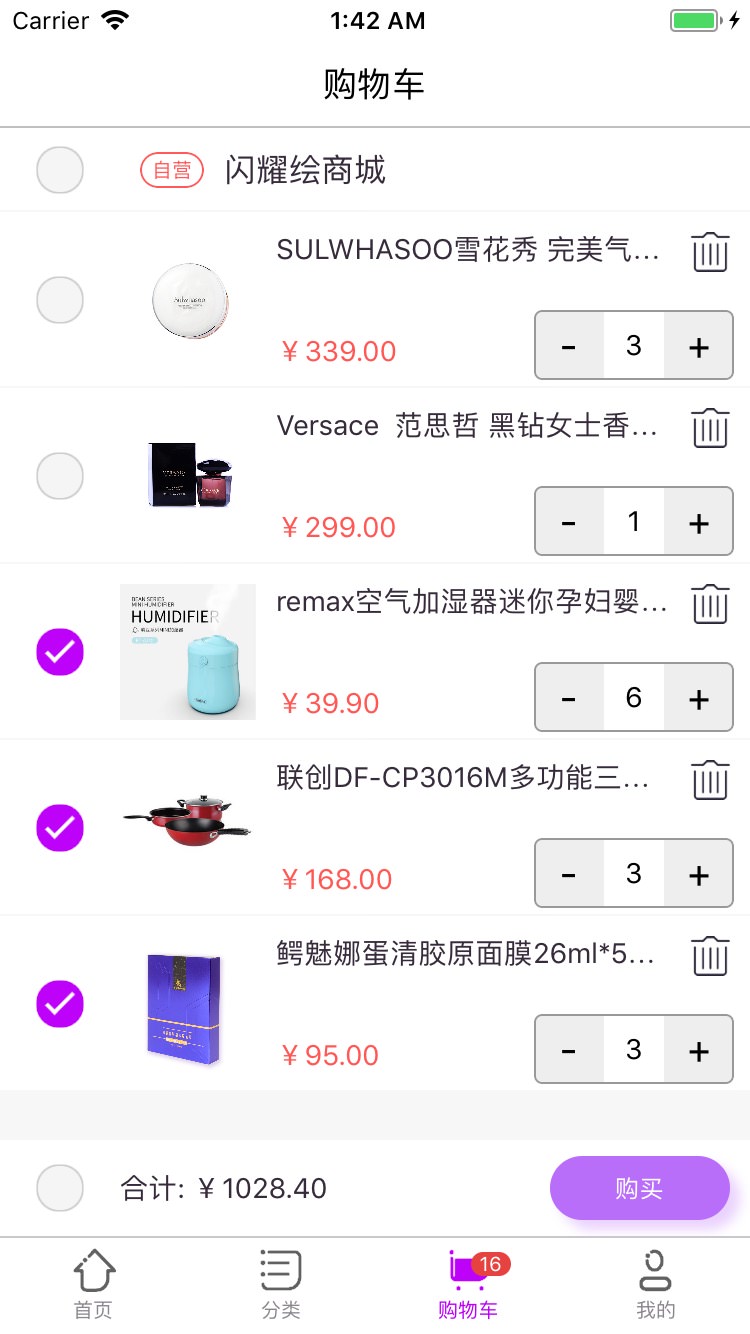 Carrier 1:42 AM
购物车
自营 闪耀绘商城
SULWHASOO雪花秀 完美气...
Sulwhasoo
¥ 339.00
- 3 +
Versace 范思哲 黑钻女士香...
¥ 299.00
- 1 +
BEAN SERIES
MINI HUMIDIFIER
HUMIDIFIER
remax空气加湿器迷你孕妇婴...
¥ 39.90
- 6 +
联创DF-CP3016M多功能三...
¥ 168.00
- 3 +
鳄魅娜蛋清胶原面膜26ml*5...
¥ 95.00
- 3 +
合计: ¥ 1028.40
购买
16
首页 分类 购物车 我的